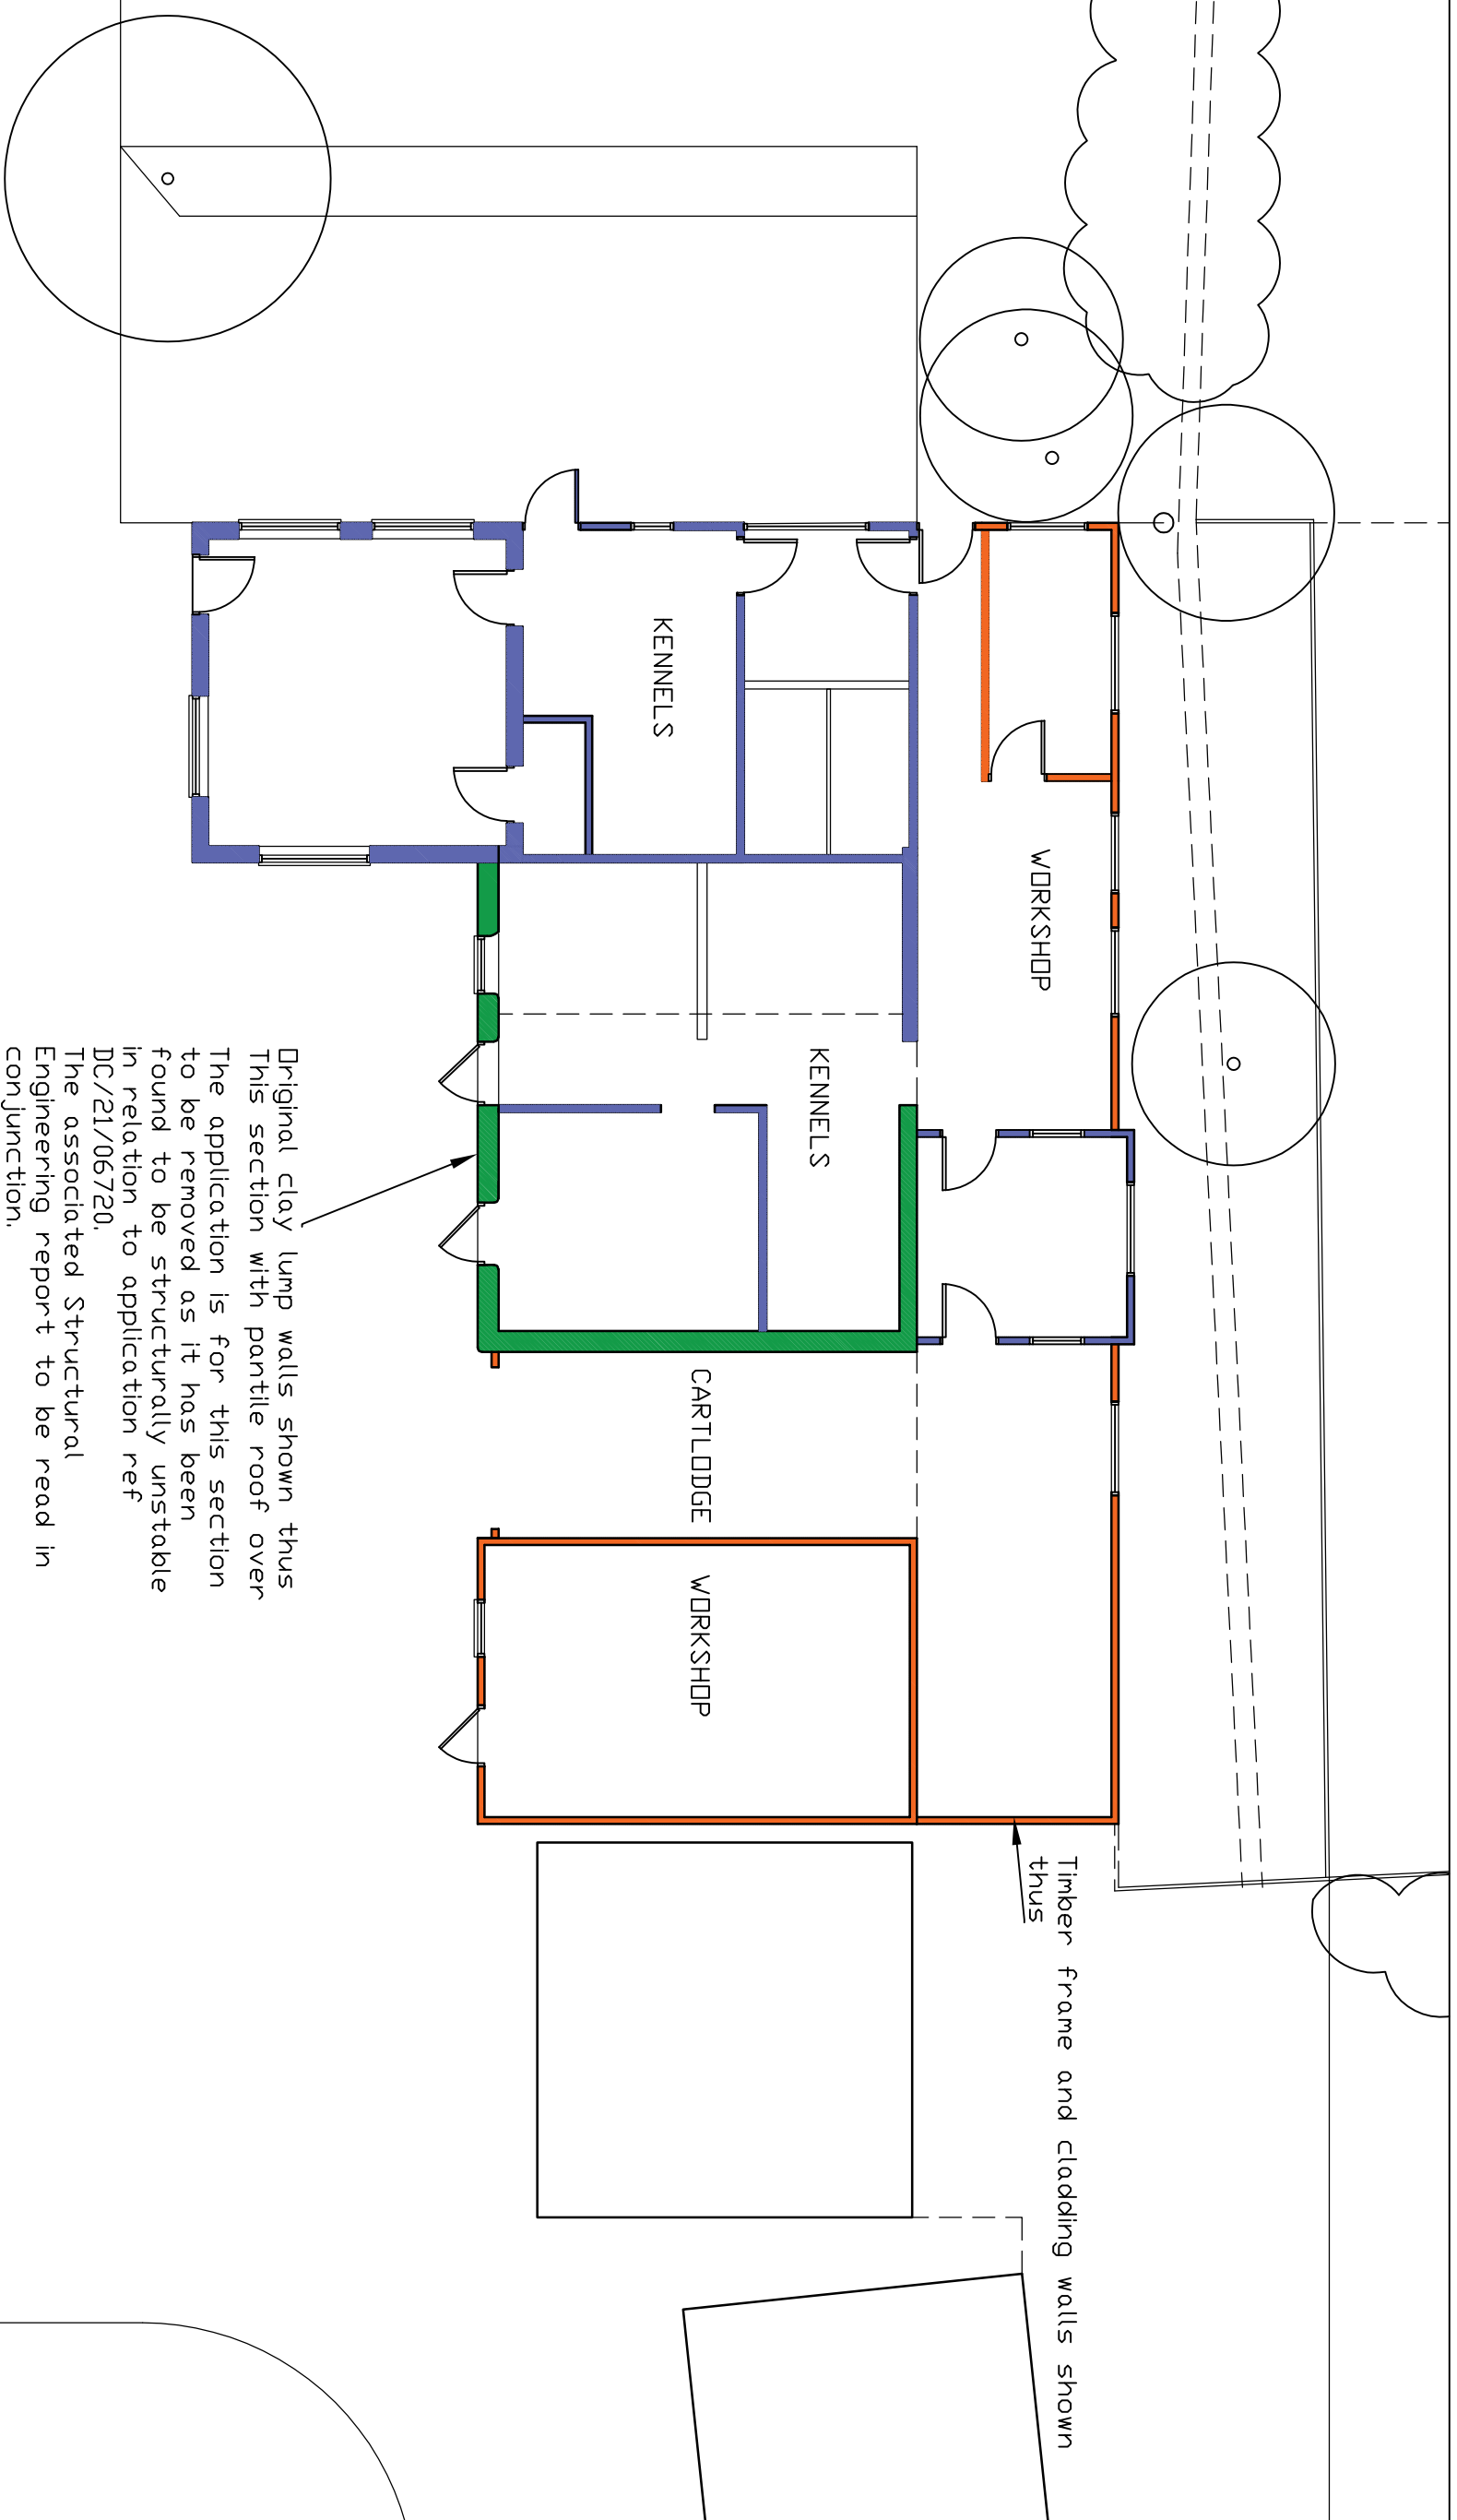 KENNELS
WORKSHOP
KENNELS
CARTLODGE
WORKSHOP
Timber frame and cladding walls shown
thus
Original clay lump walls shown thus
This section with pantile roof over
The application is for this section
to be removed as it has been
found to be structurally unstable
in relation to application ref
DC/21/06720.
The associated Structural
Engineering report to be read in
conjunction.